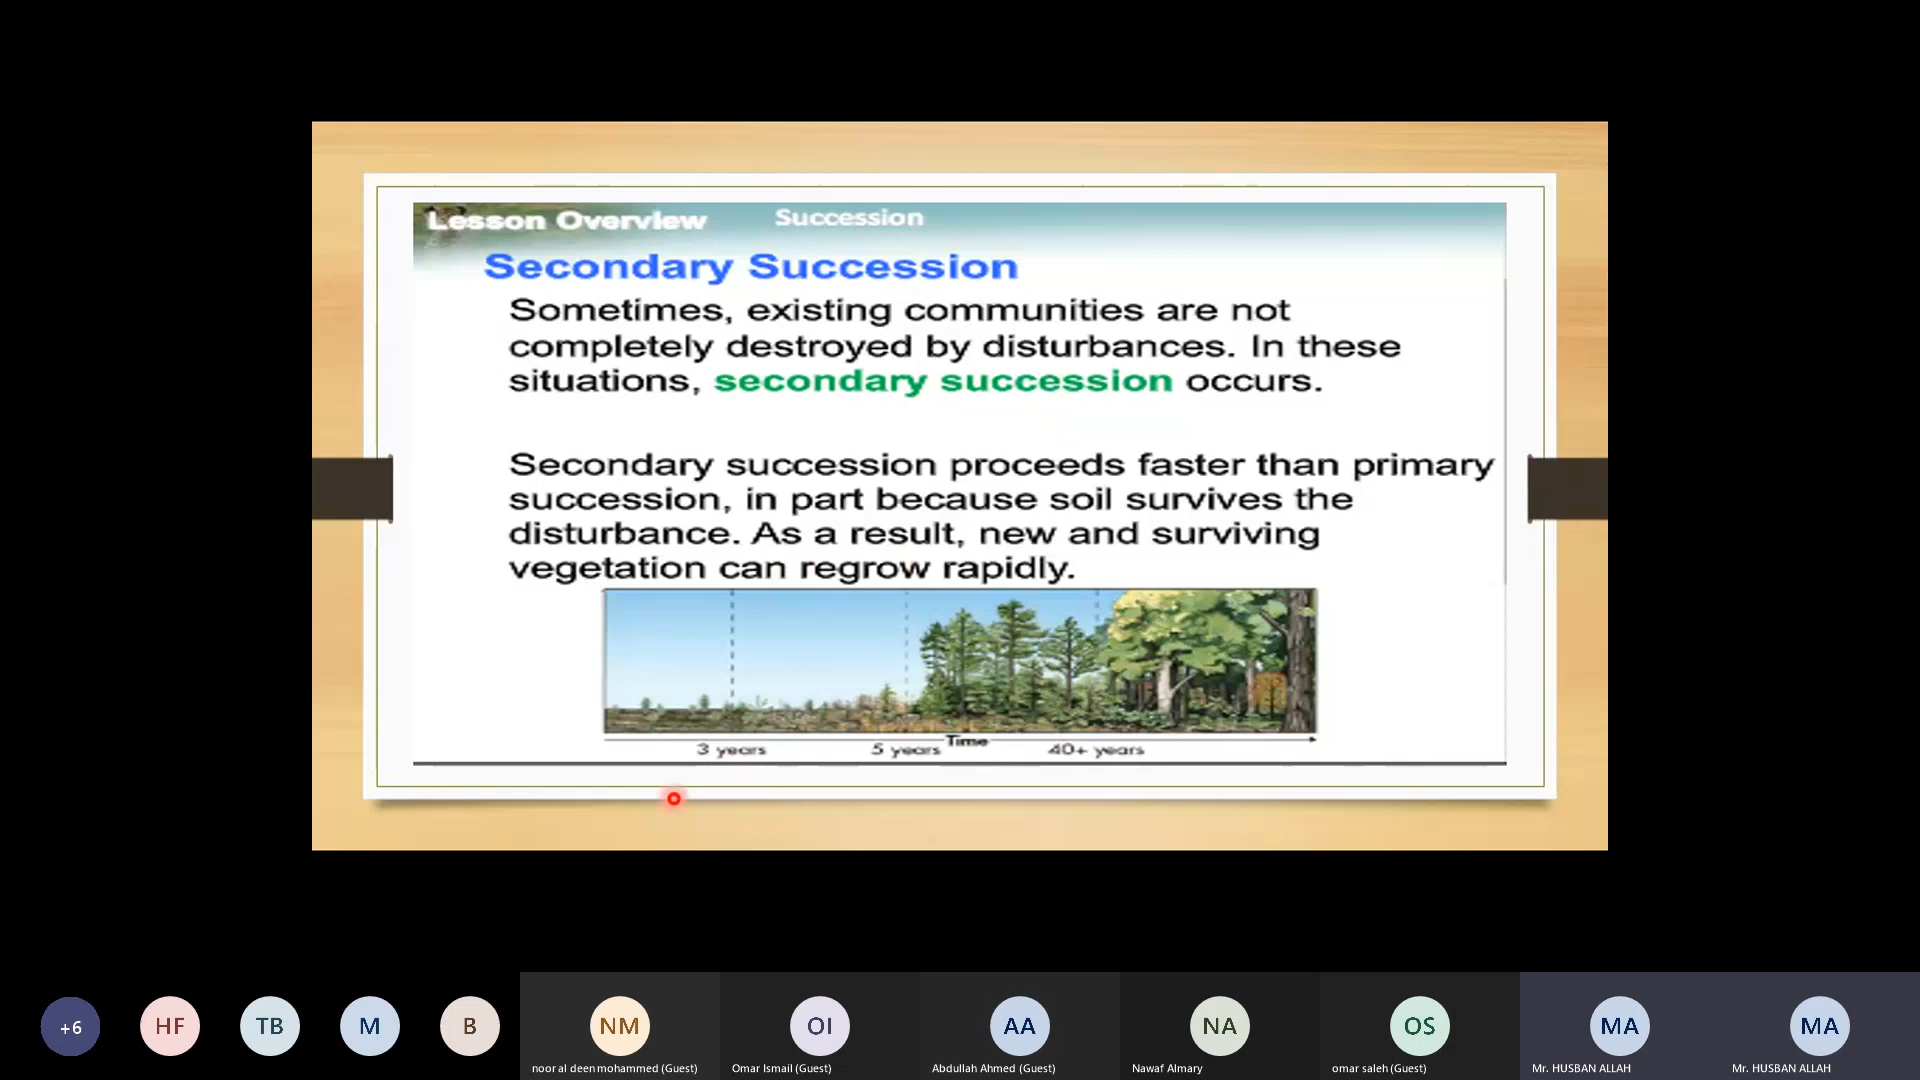 Lesson Overview Succession
Secondary Succession
Sometimes, existing communities are not
completely destroyed by disturbances. In these
situations, secondary succession occurs.
Secondary succession proceeds faster than primary
succession, in part because soil survives the
disturbance. As a result, new and surviving
vegetation can regrow rapidly.
Time
3 years 5 years 40+ years
+6 HF TB M B NM OI AA NA OS MA MA
noor al deen mohammed (Guest) Omar Ismail (Guest) Abdullah Ahmed (Guest) Nawaf Almary omar saleh (Guest) Mr. HUSBAN ALLAH Mr. HUSBAN ALLAH